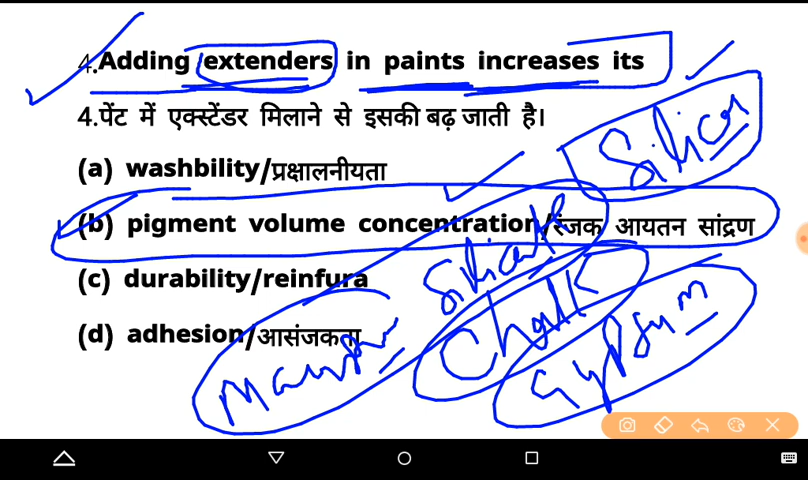 4.Adding extenders in paints increases its
4.पेंट में एक्स्टेंडर मिलाने से इसकी बढ़ जाती है।
Silica
(a) washbility/प्रक्षालनीयता
(b) pigment volume concentration/रंजक आयतन सांद्रण
(c) durability/reinfura
Silicate
Chalk
(d) adhesion/आसंजकता
Gypsum